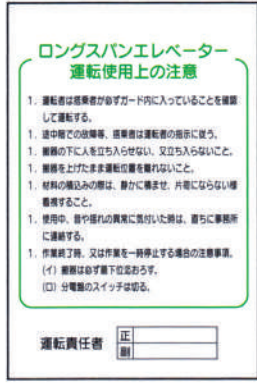 ロングスパンエレベーター
運転使用上の注意
1. 運転者は搭乗者が必ずガード内に入っていることを確認
して運転する。
1. 途中階での故障等、搭乗者は運転者の指示に従う。
1. 搬器の下に人を立ち入らせない、又立ち入らないこと。
1. 搬器を上げたまま運転位置を離れないこと。
1. 材料の積込みの際は、静かに積ませ、片荷にならない様
看視すること。
1. 使用中、音や揺れの異常に気付いた時は、直ちに事務所
に連絡する。
1. 作業終了時、又は作業を一時停止する場合の注意事項。
(イ) 搬器は必ず最下位迄おろす。
(ロ) 分電盤のスイッチは切る。
運転責任者
正
副